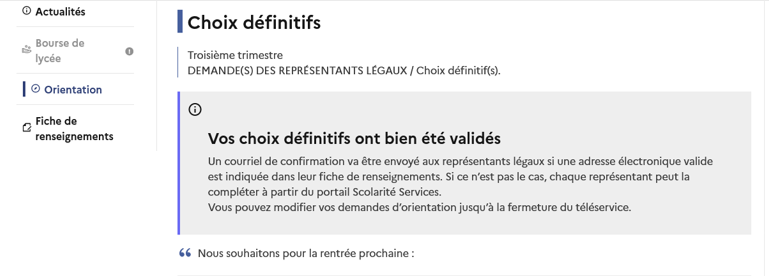 Actualités
Bourse de
lycée
Orientation
Fiche de
renseignements
Choix définitifs
Troisième trimestre
DEMANDE(S) DES REPRÉSENTANTS LÉGAUX / Choix définitif(s).
Vos choix définitifs ont bien été validés
Un courriel de confirmation va être envoyé aux représentants légaux si une adresse électronique valide
est indiquée dans leur fiche de renseignements. Si ce n’est pas le cas, chaque représentant peut la
compléter à partir du portail Scolarité Services.
Vous pouvez modifier vos demandes d’orientation jusqu’à la fermeture du téléservice.
Nous souhaitons pour la rentrée prochaine :